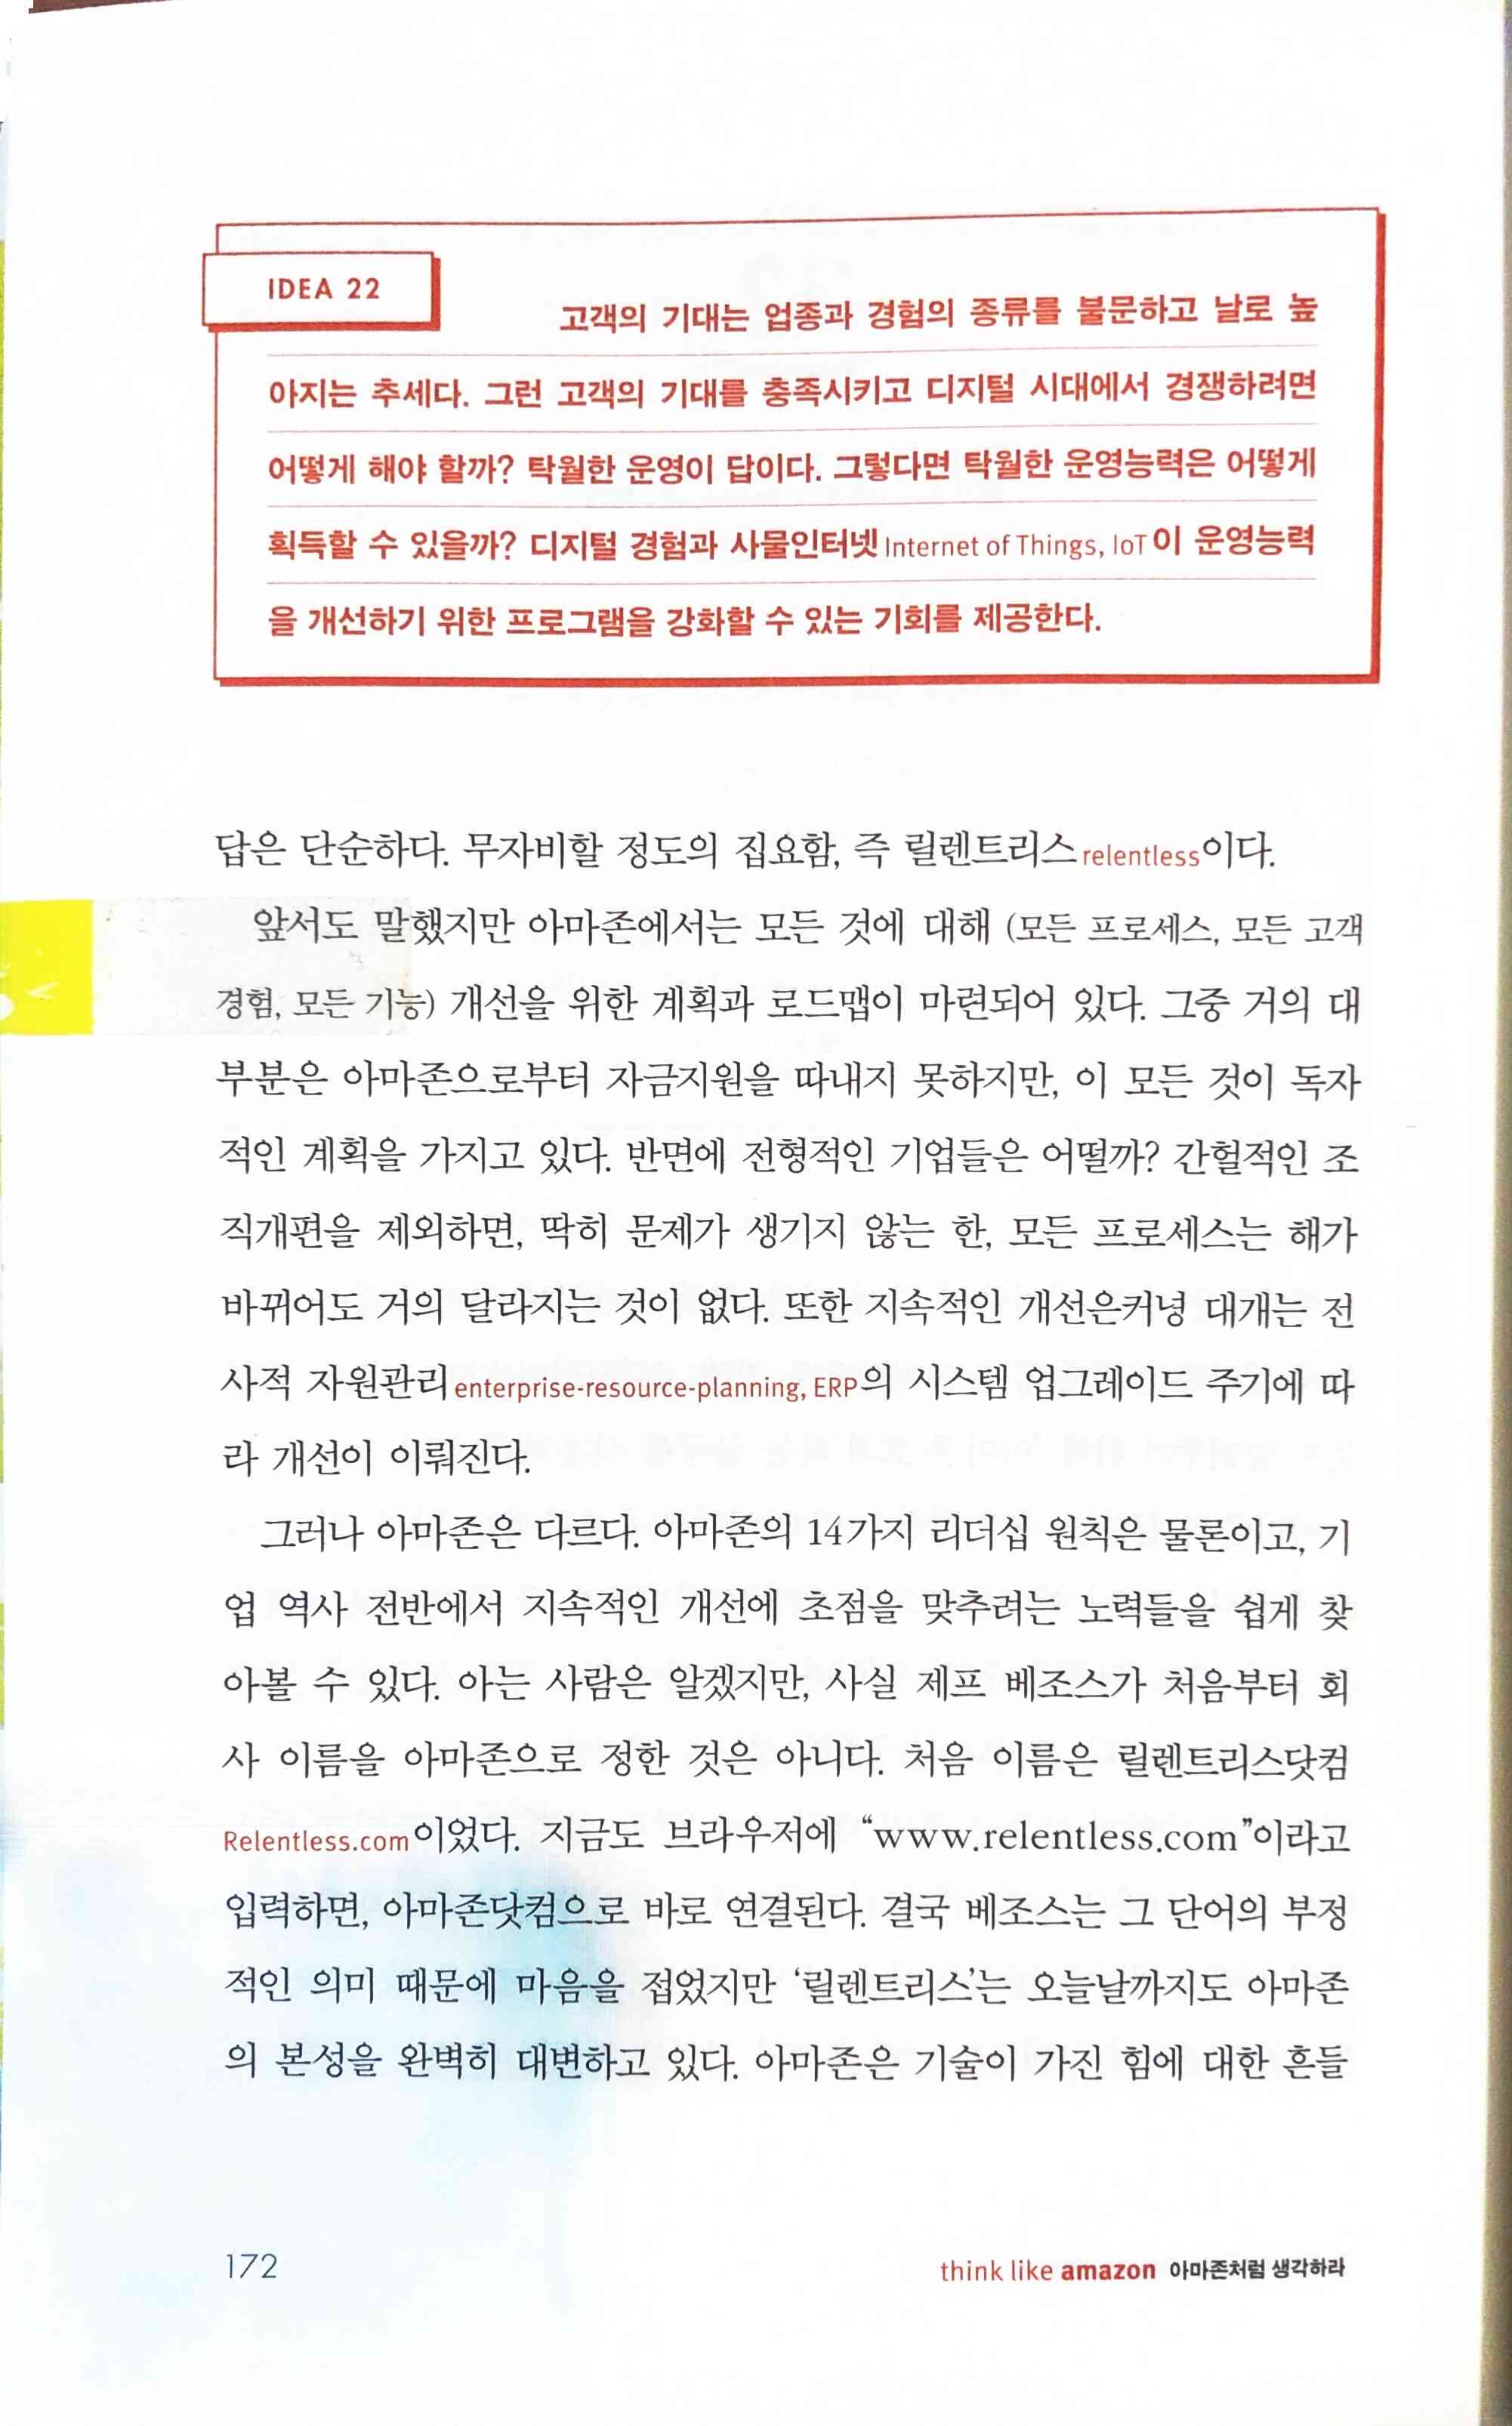 IDEA 22
고객의 기대는 업종과 경험의 종류를 불문하고 날로 높
아지는 추세다. 그런 고객의 기대를 충족시키고 디지털 시대에서 경쟁하려면
어떻게 해야 할까? 탁월한 운영이 답이다. 그렇다면 탁월한 운영능력은 어떻게
획득할 수 있을까? 디지털 경험과 사물인터넷Internet of Things, IoT이 운영능력
을 개선하기 위한 프로그램을 강화할 수 있는 기회를 제공한다.
답은 단순하다. 무자비할 정도의 집요함, 즉 릴렌트리스relentless이다.
앞서도 말했지만 아마존에서는 모든 것에 대해 (모든 프로세스, 모든 고객
경험, 모든 기능) 개선을 위한 계획과 로드맵이 마련되어 있다. 그중 거의 대
부분은 아마존으로부터 자금지원을 따내지 못하지만, 이 모든 것이 독자
적인 계획을 가지고 있다. 반면에 전형적인 기업들은 어떨까? 간헐적인 조
직개편을 제외하면, 딱히 문제가 생기지 않는 한, 모든 프로세스는 해가
바뀌어도 거의 달라지는 것이 없다. 또한 지속적인 개선은커녕 대개는 전
사적 자원관리enterprise-resource-planning, ERP의 시스템 업그레이드 주기에 따
라 개선이 이뤄진다.
그러나 아마존은 다르다. 아마존의 14가지 리더십 원칙은 물론이고, 기
업 역사 전반에서 지속적인 개선에 초점을 맞추려는 노력들을 쉽게 찾
아볼 수 있다. 아는 사람은 알겠지만, 사실 제프 베조스가 처음부터 회
사 이름을 아마존으로 정한 것은 아니다. 처음 이름은 릴렌트리스닷컴
Relentless.com이었다. 지금도 브라우저에 “www.relentless.com”이라고
입력하면, 아마존닷컴으로 바로 연결된다. 결국 베조스는 그 단어의 부정
적인 의미 때문에 마음을 접었지만 ‘릴렌트리스’는 오늘날까지도 아마존
의 본성을 완벽히 대변하고 있다. 아마존은 기술이 가진 힘에 대한 흔들
172
think like amazon 아마존처럼 생각하라